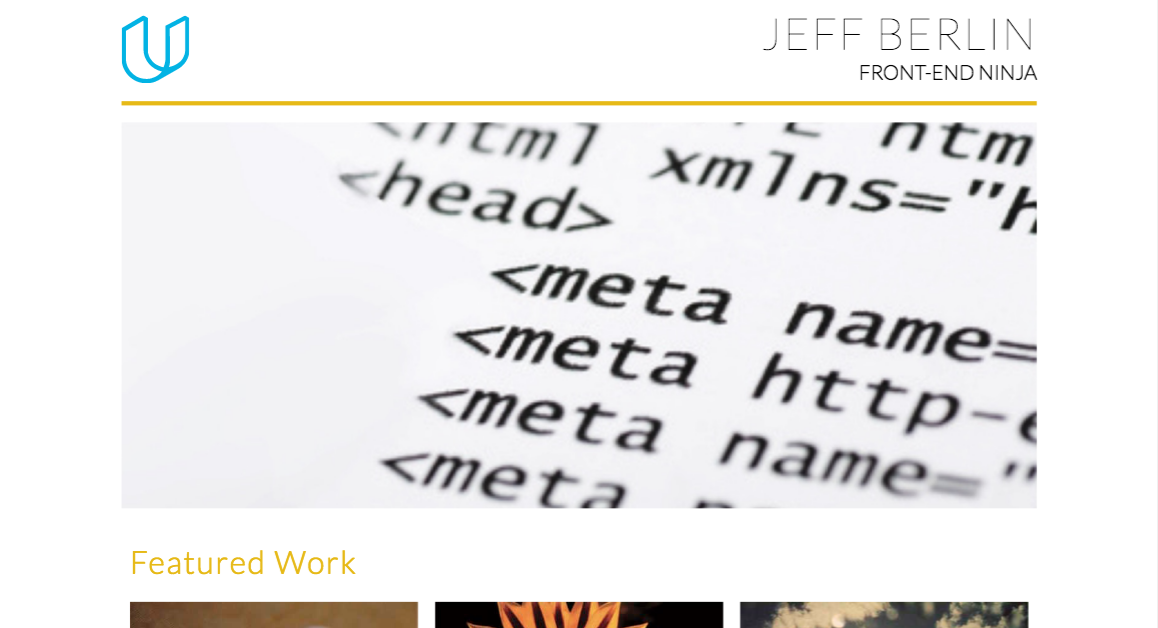 JEFF BERLIN
FRONT-END NINJA
<html xmlns="h
<head>
<meta name=
<meta http-e
<meta name="
<meta
Featured Work